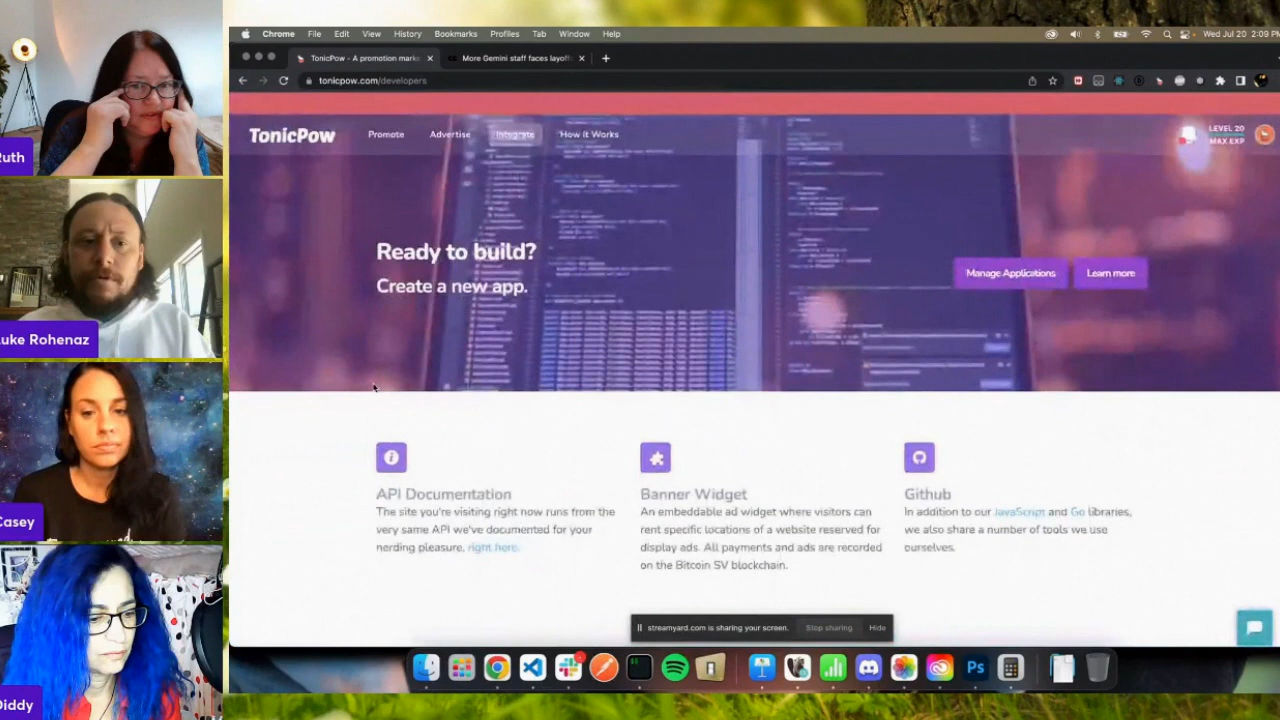 Ruth
Luke Rohenaz
Casey
Diddy
Chrome File Edit View History Bookmarks Profiles Tab Window Help
Wed Jul 20 2:09 PM
TonicPow - A promotion marke
More Gemini staff faces layoff
tonicpow.com/developers
TonicPow
Promote Advertise Integrate How it Works
LEVEL 20
MAX EXP
Ready to build?
Create a new app.
Manage Applications
Learn more
API Documentation
The site you're visiting right now runs from the
very same API we've documented for your
nerding pleasure, right here.
Banner Widget
An embeddable ad widget where visitors can
rent specific locations of a website reserved for
display ads. All payments and ads are recorded
on the Bitcoin SV blockchain.
Github
In addition to our JavaScript and Go libraries,
we also share a number of tools we use
ourselves.
streamyard.com is sharing your screen. Stop sharing Hide
Ps